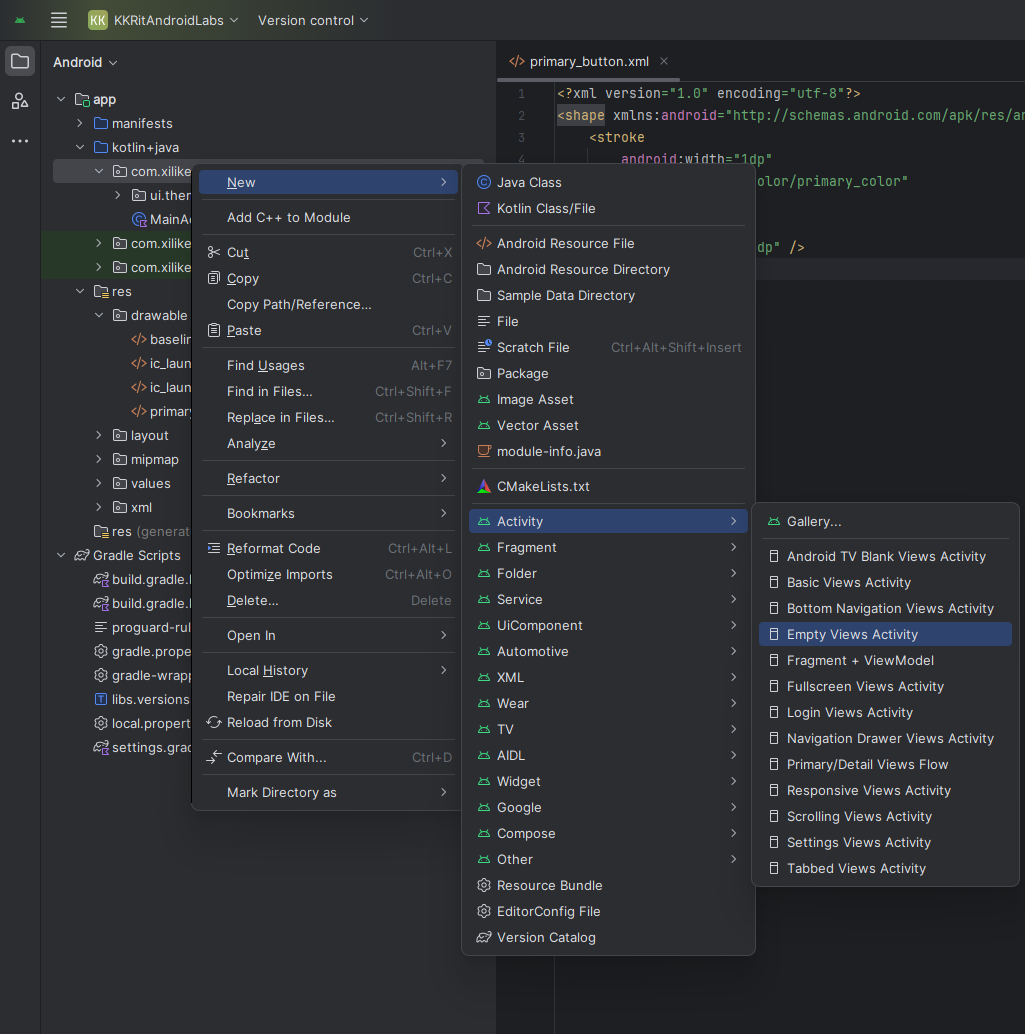 KK KKRitAndroidLabs Version control
Android
app
manifests
kotlin+java
com.xilike
ui.ther
MainAc
com.xilike
com.xilike
res
drawable
baselin
ic_laun
ic_laun
primary
layout
mipmap
values
xml
res (generat
Gradle Scripts
build.gradle.
build.gradle.
proguard-rul
gradle.prope
gradle-wrapp
libs.versions
local.propert
settings.grad
New
Add C++ to Module
Cut Ctrl+X
Copy Ctrl+C
Copy Path/Reference...
Paste Ctrl+V
Find Usages Alt+F7
Find in Files... Ctrl+Shift+F
Replace in Files... Ctrl+Shift+R
Analyze
Refactor
Bookmarks
Reformat Code Ctrl+Alt+L
Optimize Imports Ctrl+Alt+O
Delete... Delete
Open In
Local History
Repair IDE on File
Reload from Disk
Compare With... Ctrl+D
Mark Directory as
primary_button.xml
1 <?xml version="1.0" encoding="utf-8"?>
2 <shape xmlns:android="http://schemas.android.com/apk/res/an
3 <stroke
4 android:width="1dp"
olor/primary_color"
dp" />
Java Class
Kotlin Class/File
Android Resource File
Android Resource Directory
Sample Data Directory
File
Scratch File Ctrl+Alt+Shift+Insert
Package
Image Asset
Vector Asset
module-info.java
CMakeLists.txt
Activity
Fragment
Folder
Service
UiComponent
Automotive
XML
Wear
TV
AIDL
Widget
Google
Compose
Other
Resource Bundle
EditorConfig File
Version Catalog
Gallery...
Android TV Blank Views Activity
Basic Views Activity
Bottom Navigation Views Activity
Empty Views Activity
Fragment + ViewModel
Fullscreen Views Activity
Login Views Activity
Navigation Drawer Views Activity
Primary/Detail Views Flow
Responsive Views Activity
Scrolling Views Activity
Settings Views Activity
Tabbed Views Activity